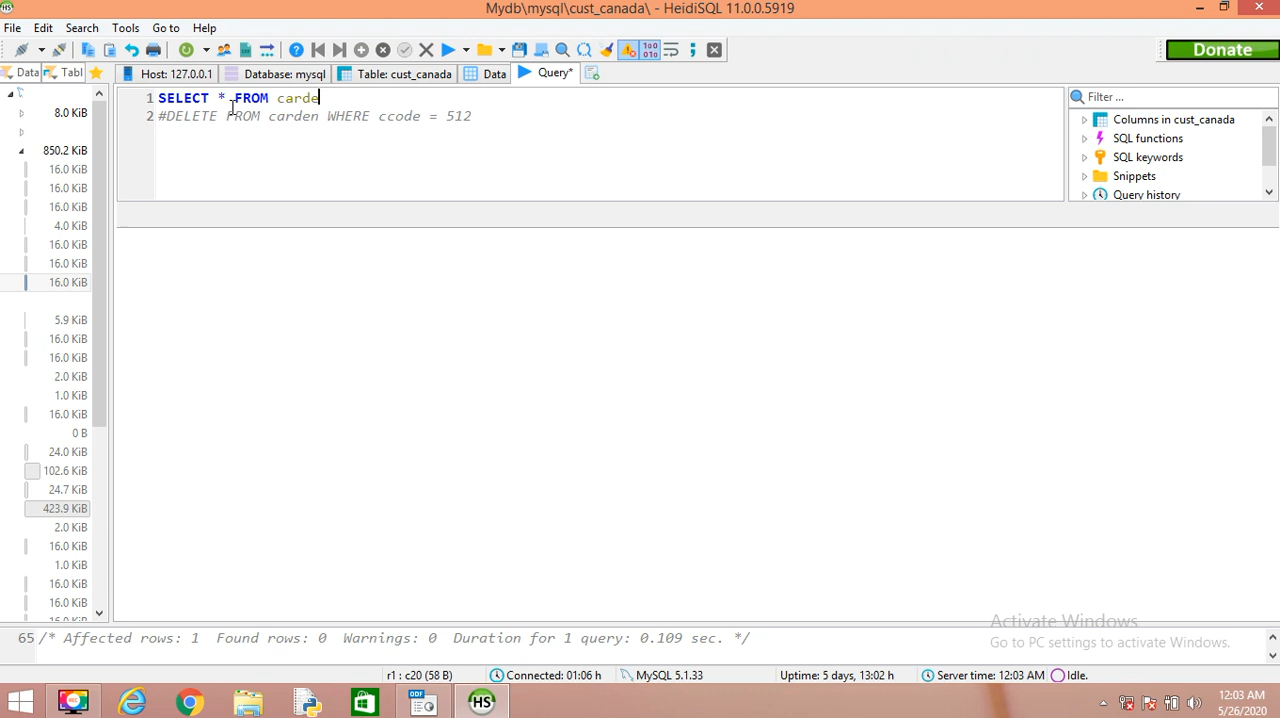 Mydb\mysql\cust_canada\ - HeidiSQL 11.0.0.5919
File Edit Search Tools Go to Help
Donate
Data Tabl Host: 127.0.0.1 Database: mysql Table: cust_canada Data Query*
1 SELECT * FROM carde
2 #DELETE FROM carden WHERE ccode = 512
Filter ...
Columns in cust_canada
SQL functions
SQL keywords
Snippets
Query history
8.0 KiB
850.2 KiB
16.0 KiB
16.0 KiB
16.0 KiB
4.0 KiB
16.0 KiB
16.0 KiB
16.0 KiB
5.9 KiB
16.0 KiB
16.0 KiB
2.0 KiB
1.0 KiB
16.0 KiB
0 B
24.0 KiB
102.6 KiB
24.7 KiB
423.9 KiB
2.0 KiB
16.0 KiB
1.0 KiB
16.0 KiB
16.0 KiB
Activate Windows
Go to PC settings to activate Windows.
65 /* Affected rows: 1 Found rows: 0 Warnings: 0 Duration for 1 query: 0.109 sec. */
r1 : c20 (58 B) Connected: 01:06 h MySQL 5.1.33 Uptime: 5 days, 13:02 h Server time: 12:03 AM Idle.
12:03 AM
5/26/2020